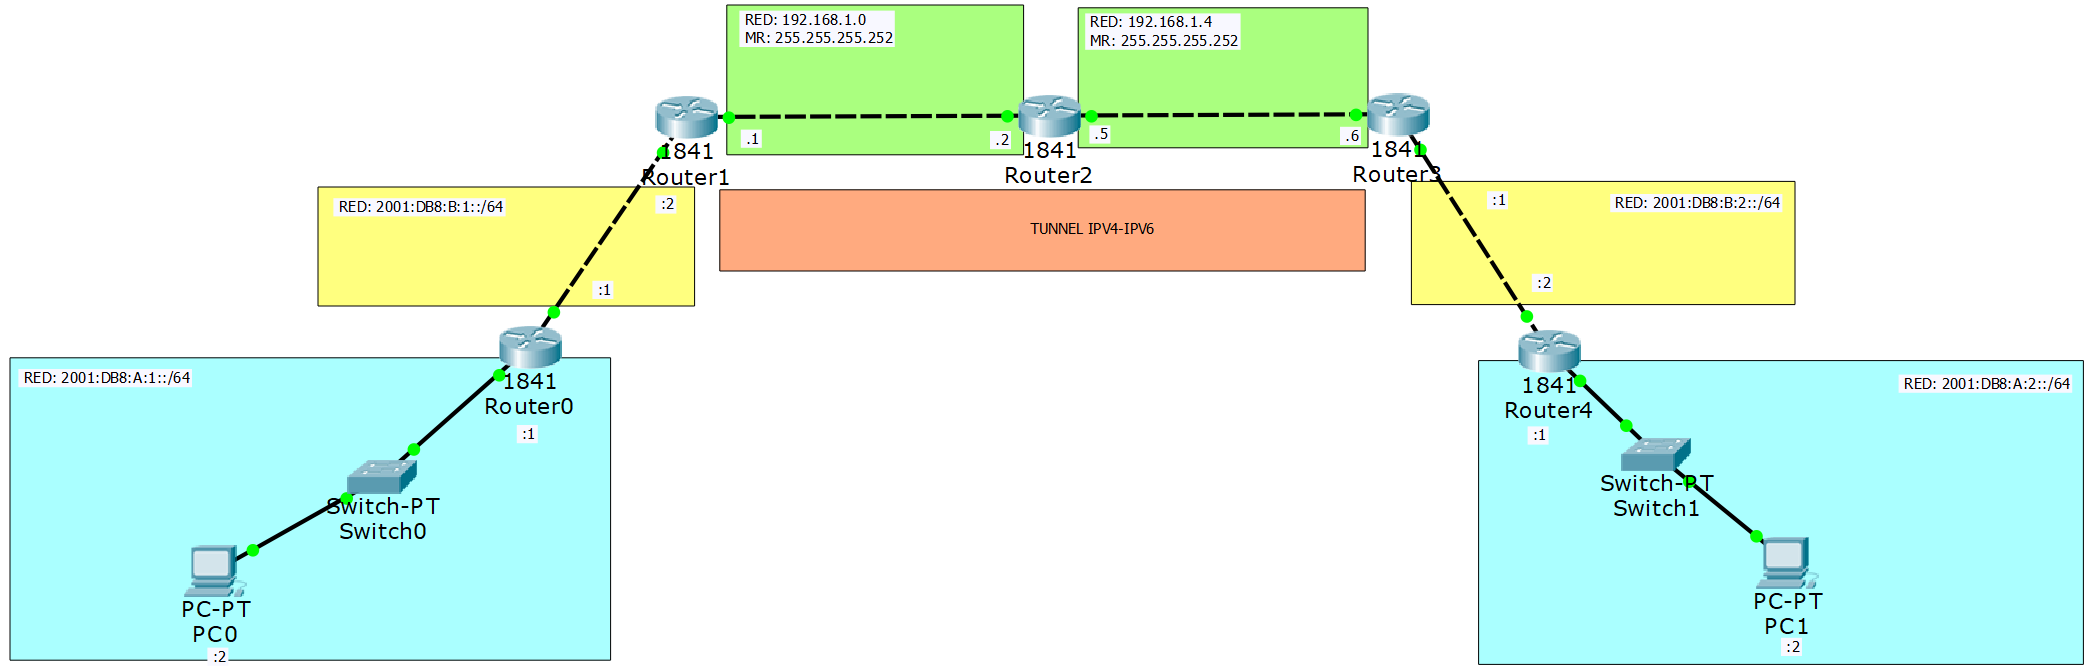 RED: 192.168.1.0
MR: 255.255.255.252
RED: 192.168.1.4
MR: 255.255.255.252
.1
.2
.5
.6
1841
Router1
1841
Router2
1841
Router3
:2
:1
RED: 2001:DB8:B:1::/64
RED: 2001:DB8:B:2::/64
TUNNEL IPV4-IPV6
:1
:2
RED: 2001:DB8:A:1::/64
1841
Router0
:1
RED: 2001:DB8:A:2::/64
1841
Router4
:1
Switch-PT
Switch0
Switch-PT
Switch1
PC-PT
PC0
:2
PC-PT
PC1
:2